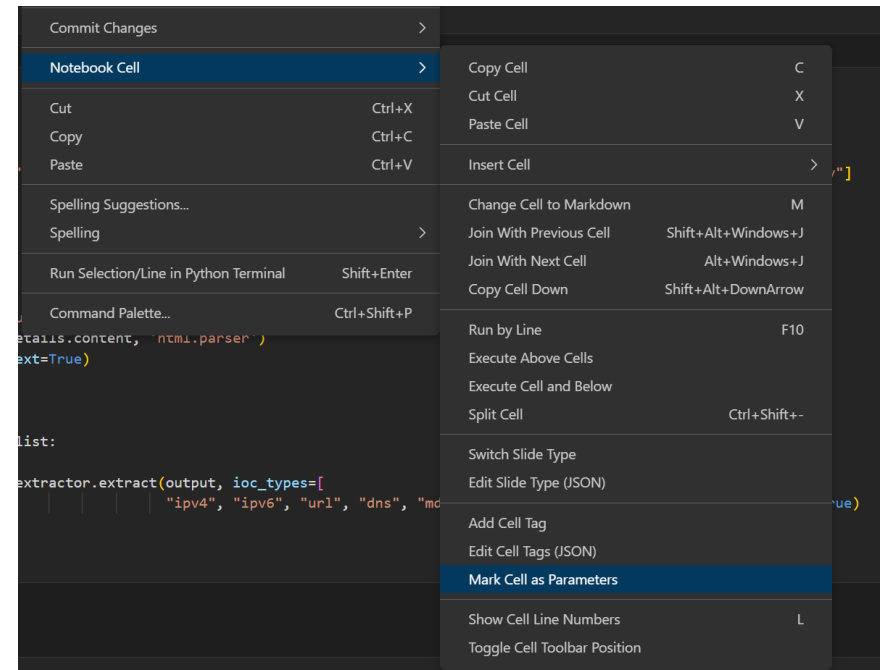 Commit Changes
Notebook Cell
Cut Ctrl+X
Copy Ctrl+C
Paste Ctrl+V
Spelling Suggestions...
Spelling
Run Selection/Line in Python Terminal Shift+Enter
Command Palette... Ctrl+Shift+P
Copy Cell C
Cut Cell X
Paste Cell V
Insert Cell
Change Cell to Markdown M
Join With Previous Cell Shift+Alt+Windows+J
Join With Next Cell Alt+Windows+J
Copy Cell Down Shift+Alt+DownArrow
Run by Line F10
Execute Above Cells
Execute Cell and Below
Split Cell Ctrl+Shift+-
Switch Slide Type
Edit Slide Type (JSON)
Add Cell Tag
Edit Cell Tags (JSON)
Mark Cell as Parameters
Show Cell Line Numbers L
Toggle Cell Toolbar Position
"]
etails.content, 'html.parser')
ext=True)
list:
extractor.extract(output, ioc_types=[
"ipv4", "ipv6", "url", "dns", "md
ue)